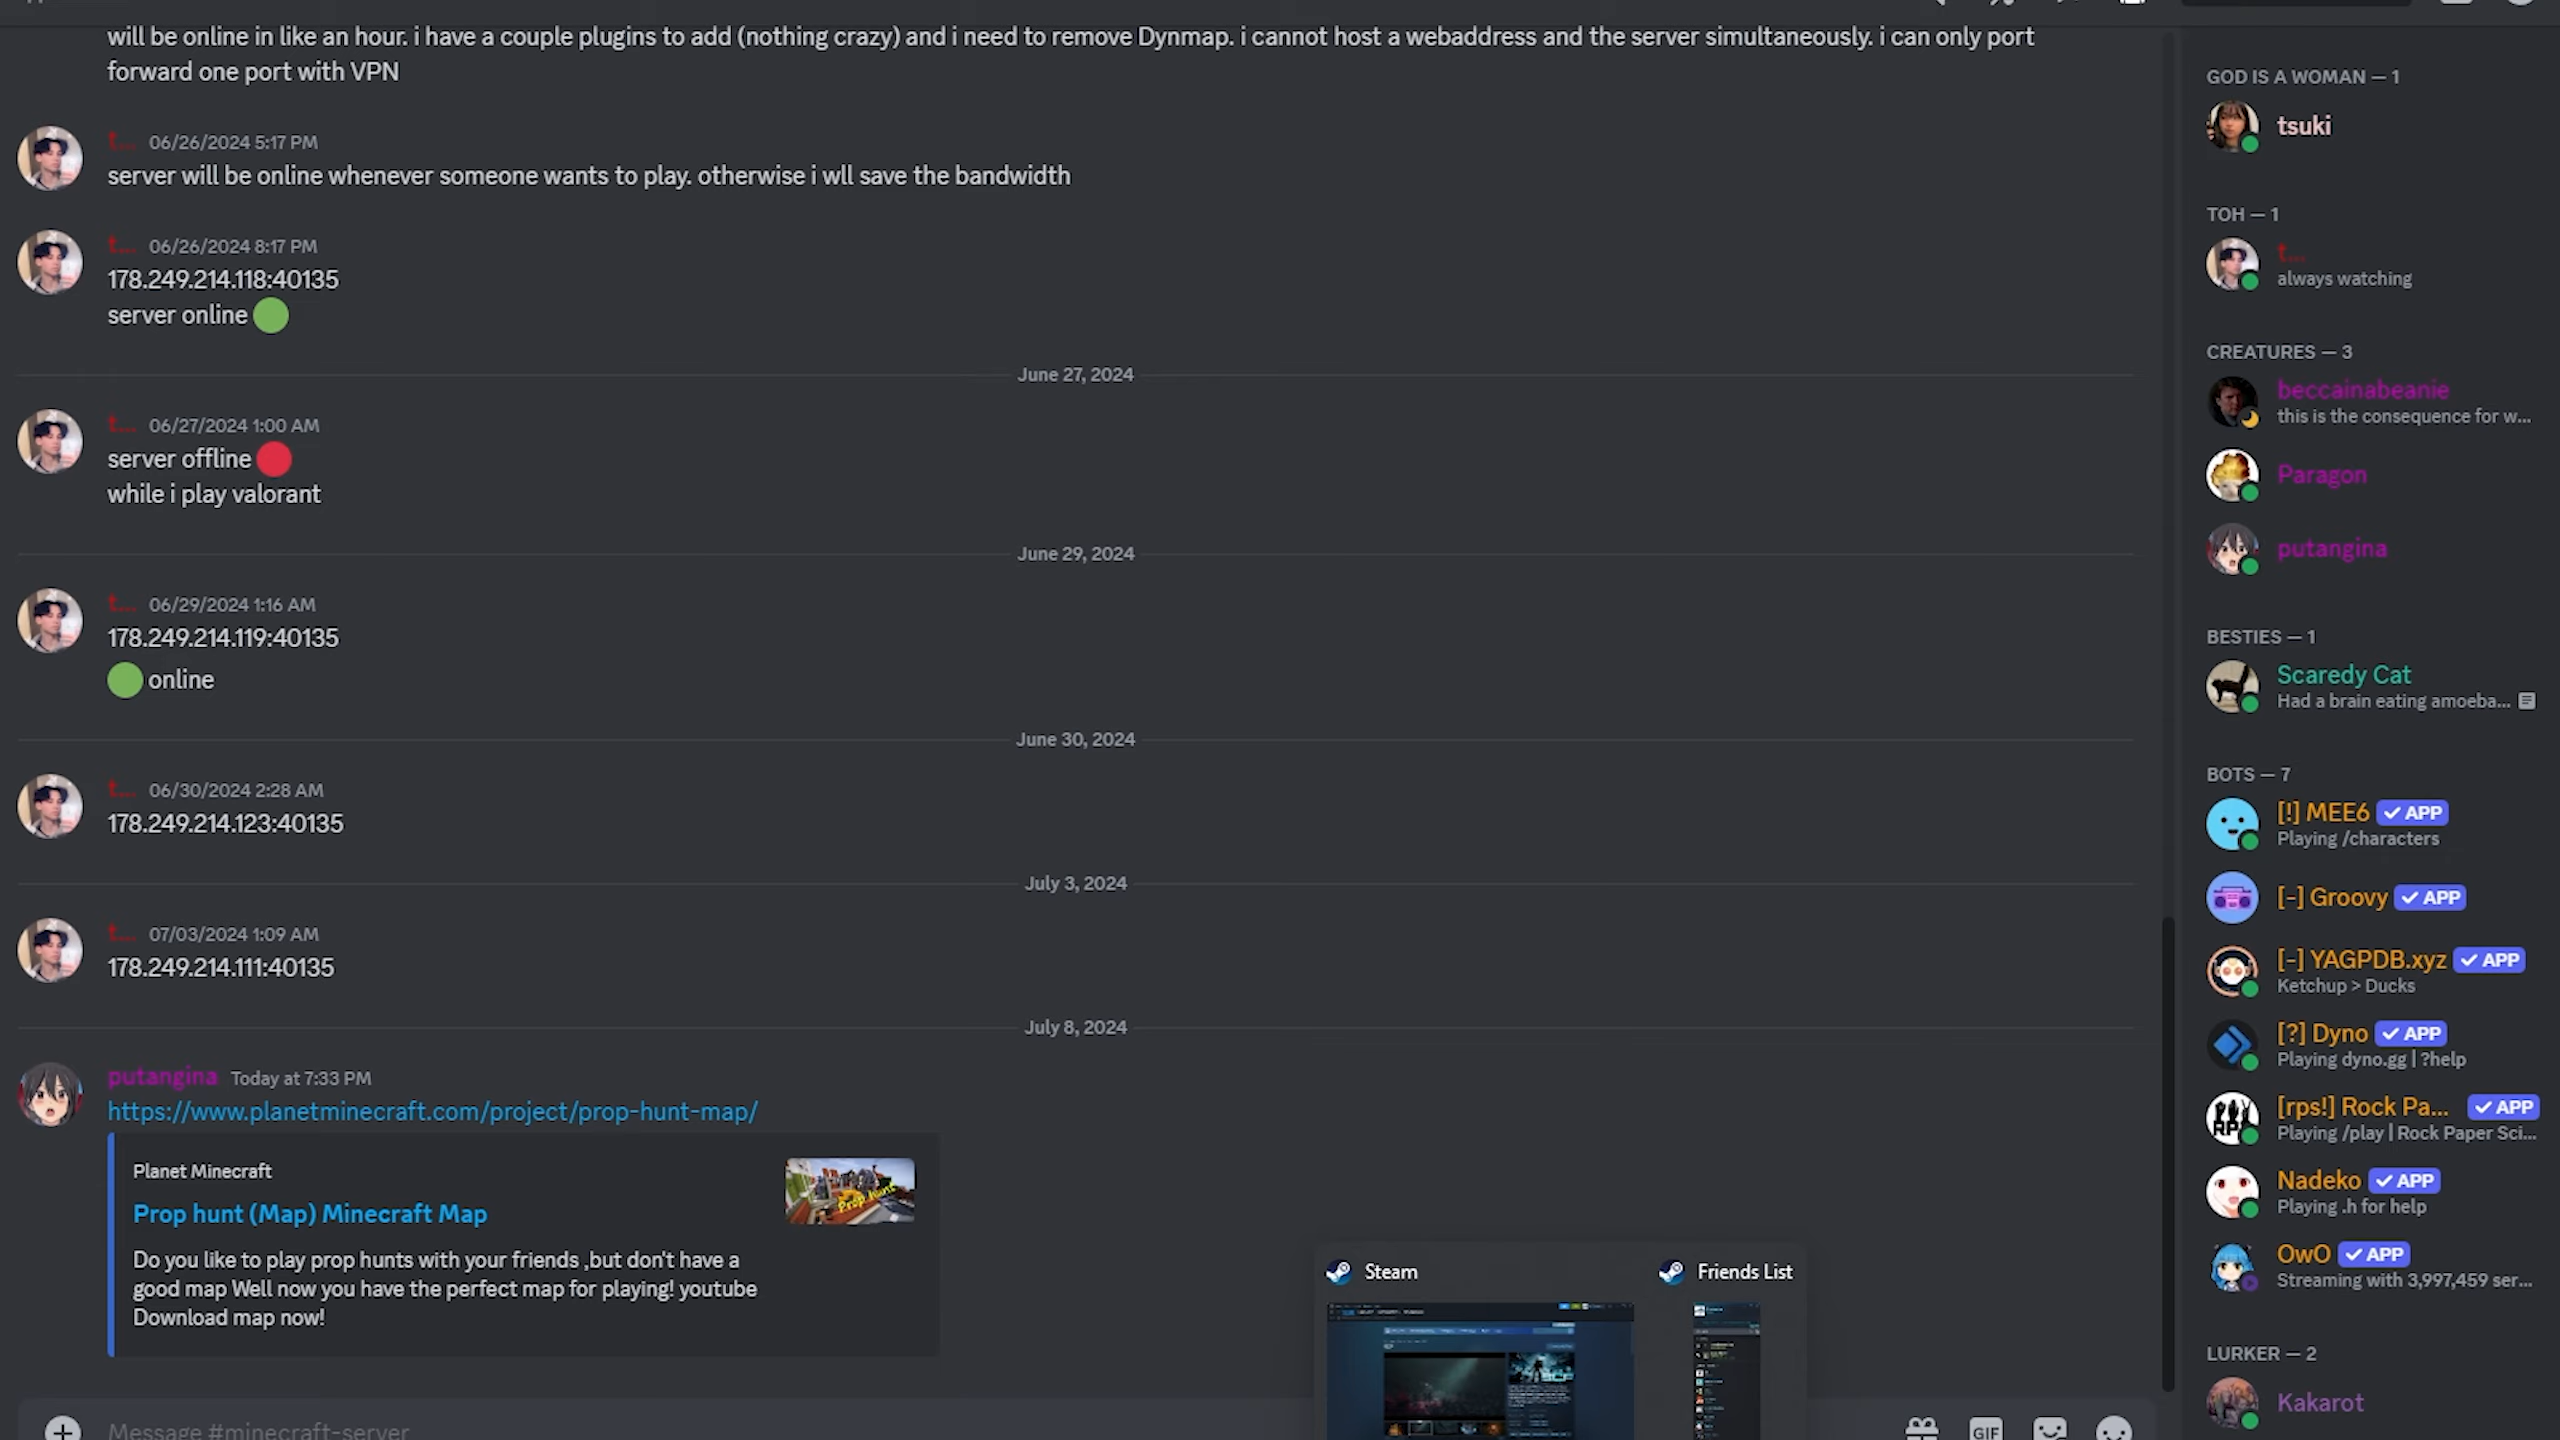 will be online in like an hour. i have a couple plugins to add (nothing crazy) and i need to remove Dynmap. i cannot host a webaddress and the server simultaneously. i can only port
forward one port with VPN
t... 06/26/2024 5:17 PM
server will be online whenever someone wants to play. otherwise i wll save the bandwidth
t... 06/26/2024 8:17 PM
178.249.214.118:40135
server online
June 27, 2024
t... 06/27/2024 1:00 AM
server offline
while i play valorant
June 29, 2024
t... 06/29/2024 1:16 AM
178.249.214.119:40135
online
June 30, 2024
t... 06/30/2024 2:28 AM
178.249.214.123:40135
July 3, 2024
t... 07/03/2024 1:09 AM
178.249.214.111:40135
July 8, 2024
putangina Today at 7:33 PM
https://www.planetminecraft.com/project/prop-hunt-map/
Planet Minecraft
Prop hunt (Map) Minecraft Map
Prop Hunt
Do you like to play prop hunts with your friends ,but don't have a
good map Well now you have the perfect map for playing! youtube
Download map now!
Steam
Friends List
Message #minecraft-server
GIF
GOD IS A WOMAN — 1
tsuki
TOH — 1
t...
always watching
CREATURES — 3
beccainabeanie
this is the consequence for w...
Paragon
putangina
BESTIES — 1
Scaredy Cat
Had a brain eating amoeba...
BOTS — 7
[!] MEE6 APP
Playing /characters
[-] Groovy APP
[-] YAGPDB.xyz APP
Ketchup > Ducks
[?] Dyno APP
Playing dyno.gg | ?help
[rps!] Rock Pa... APP
Playing /play | Rock Paper Sci...
Nadeko APP
Playing .h for help
OwO APP
Streaming with 3,997,459 ser...
LURKER — 2
Kakarot